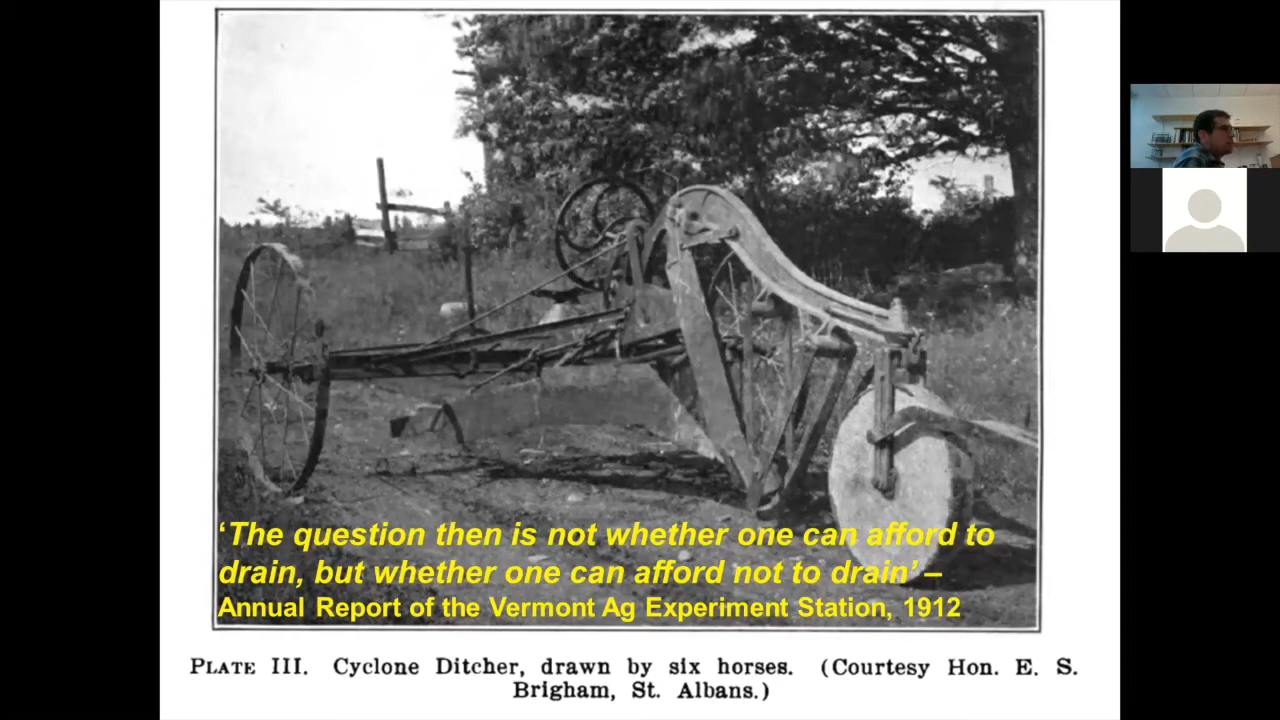 ‘The question then is not whether one can afford to
drain, but whether one can afford not to drain’ –
Annual Report of the Vermont Ag Experiment Station, 1912
PLATE III. Cyclone Ditcher, drawn by six horses. (Courtesy Hon. E. S.
Brigham, St. Albans.)